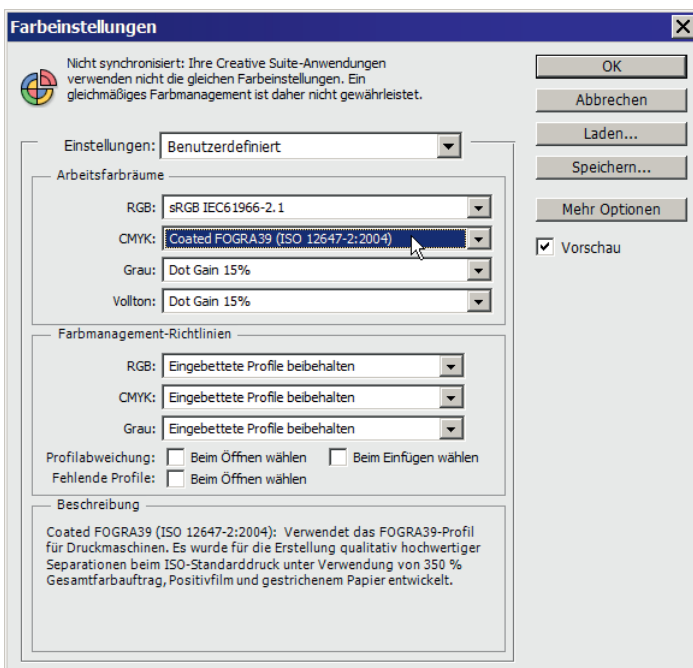 Farbeinstellungen
Nicht synchronisiert: Ihre Creative Suite-Anwendungen
verwenden nicht die gleichen Farbeinstellungen. Ein
gleichmäßiges Farbmanagement ist daher nicht gewährleistet.
OK
Abbrechen
Laden...
Speichern...
Mehr Optionen
Vorschau
Einstellungen: Benutzerdefiniert
Arbeitsfarbräume
RGB: sRGB IEC61966-2.1
CMYK: Coated FOGRA39 (ISO 12647-2:2004)
Grau: Dot Gain 15%
Vollton: Dot Gain 15%
Farbmanagement-Richtlinien
RGB: Eingebettete Profile beibehalten
CMYK: Eingebettete Profile beibehalten
Grau: Eingebettete Profile beibehalten
Profilabweichung: Beim Öffnen wählen Beim Einfügen wählen
Fehlende Profile: Beim Öffnen wählen
Beschreibung
Coated FOGRA39 (ISO 12647-2:2004): Verwendet das FOGRA39-Profil
für Druckmaschinen. Es wurde für die Erstellung qualitativ hochwertiger
Separationen beim ISO-Standarddruck unter Verwendung von 350 %
Gesamtfarbauftrag, Positivfilm und gestrichenem Papier entwickelt.